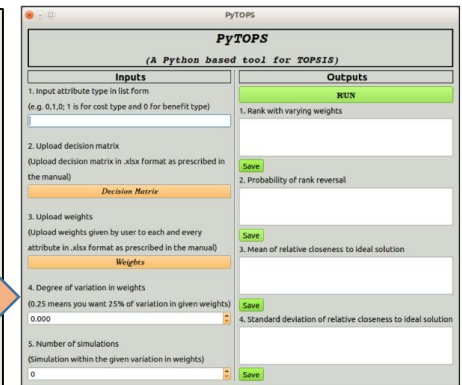 PyTOPS
PyTOPS
(A Python based tool for TOPSIS)
Inputs
1. Input attribute type in list form
(e.g. 0,1,0; 1 is for cost type and 0 for benefit type)
2. Upload decision matrix
(Upload decision matrix in .xlsx format as prescribed in
the manual)
Decision Matrix
3. Upload weights
(Upload weights given by user to each and every
attribute in .xlsx format as prescribed in the manual)
Weights
4. Degree of variation in weights
(0.25 means you want 25% of variation in given weights)
0.000
5. Number of simulations
(Simulation within the given variation in weights)
0
Outputs
RUN
1. Rank with varying weights
Save
2. Probability of rank reversal
Save
3. Mean of relative closeness to ideal solution
Save
4. Standard deviation of relative closeness to ideal solution
Save